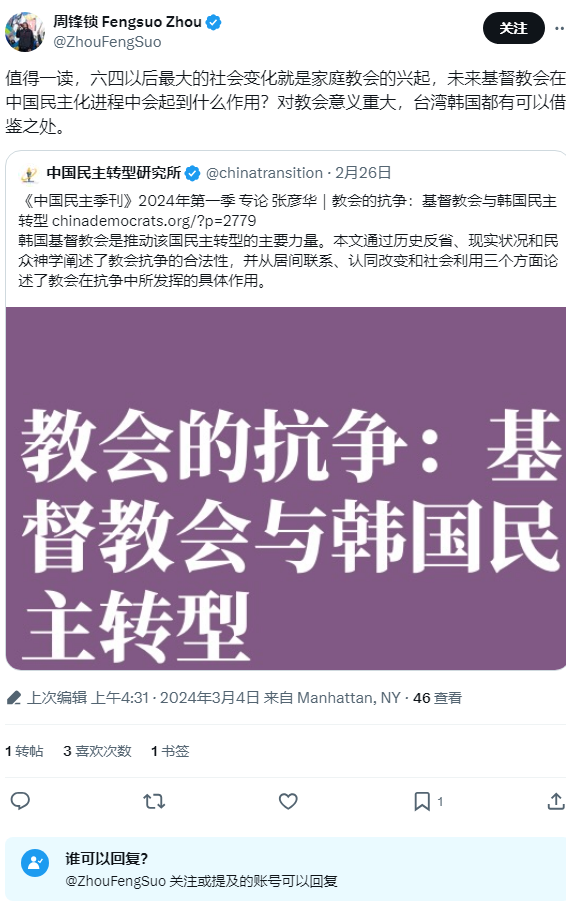 周锋锁 Fengsuo Zhou
@ZhouFengSuo
关注
值得一读，六四以后最大的社会变化就是家庭教会的兴起，未来基督教会在
中国民主化进程中会起到什么作用？对教会意义重大，台湾韩国都有可以借
鉴之处。
中国民主转型研究所 @chinatransition · 2月26日
《中国民主季刊》2024年第一季 专论 张彦华｜教会的抗争：基督教会与韩国民主
转型 chinademocrats.org/?p=2779
韩国基督教会是推动该国民主转型的主要力量。本文通过历史反省、现实状况和民
众神学阐述了教会抗争的合法性，并从居间联系、认同改变和社会利用三个方面论
述了教会在抗争中所发挥的具体作用。
教会的抗争：基
督教会与韩国民
主转型
上次编辑 上午4:31 · 2024年3月4日 来自 Manhattan, NY · 46 查看
1 转帖 3 喜欢次数 1 书签
1
谁可以回复?
@ZhouFengSuo 关注或提及的账号可以回复